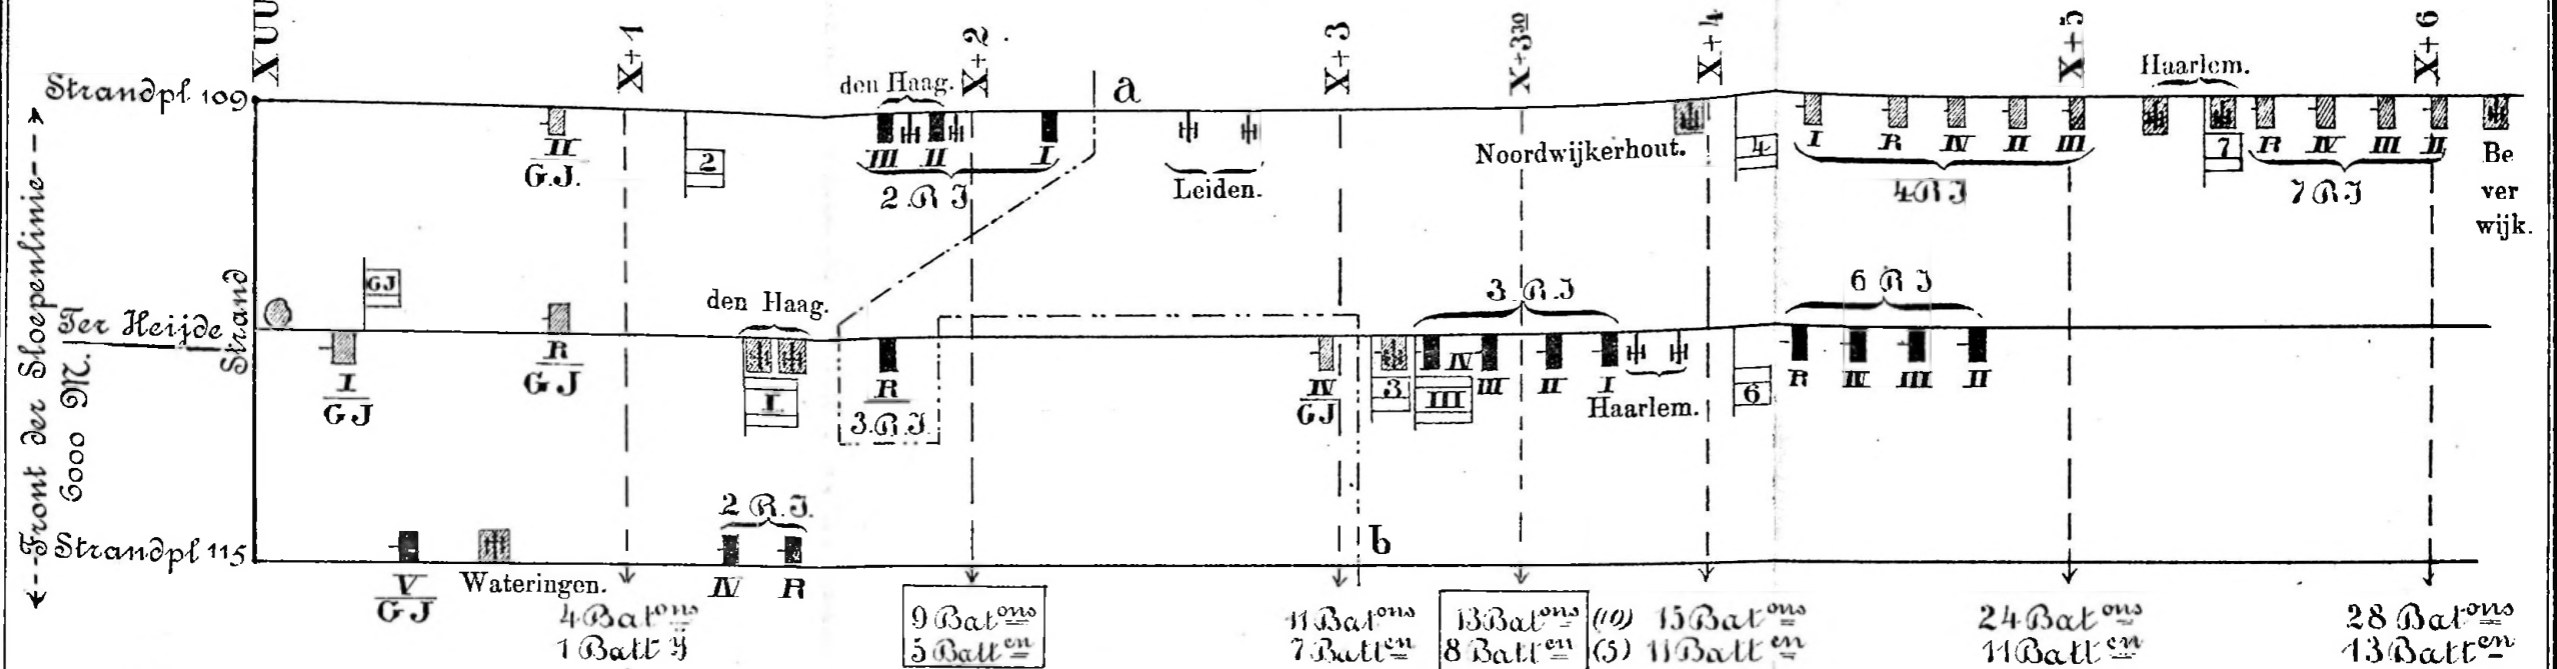 X UU
X+1
X+2
X+3
X+3³⁰
X+4
X+5
X+6
Strandpl. 109
den Haag.
a
Haarlem.
II
G.J.
2
III II I
2 R J
Leiden.
Noordwijkerhout.
4
I R IV II III
4 R J
7
R IV III II
7 R J
Be
ver
wijk.
Front der Sloepenlinie
6000 M.
Strand
Ter Heijde
GJ
I
G J
R
G J
den Haag.
I.
R
3.R.J.
IV
GJ
3
3 R.J
IV III II I
III
Haarlem.
6
6 R J
R IV III II
Strandpl 115
V
G J
Wateringen.
2 R.J.
IV R
b
4 Batons
1 Battij
9 Batons
5 Batten
11 Batons
7 Batten
13 Batons (10)
8 Batten (5)
15 Batons
11 Batten
24 Batons
11 Batten
28 Batons
13 Batten